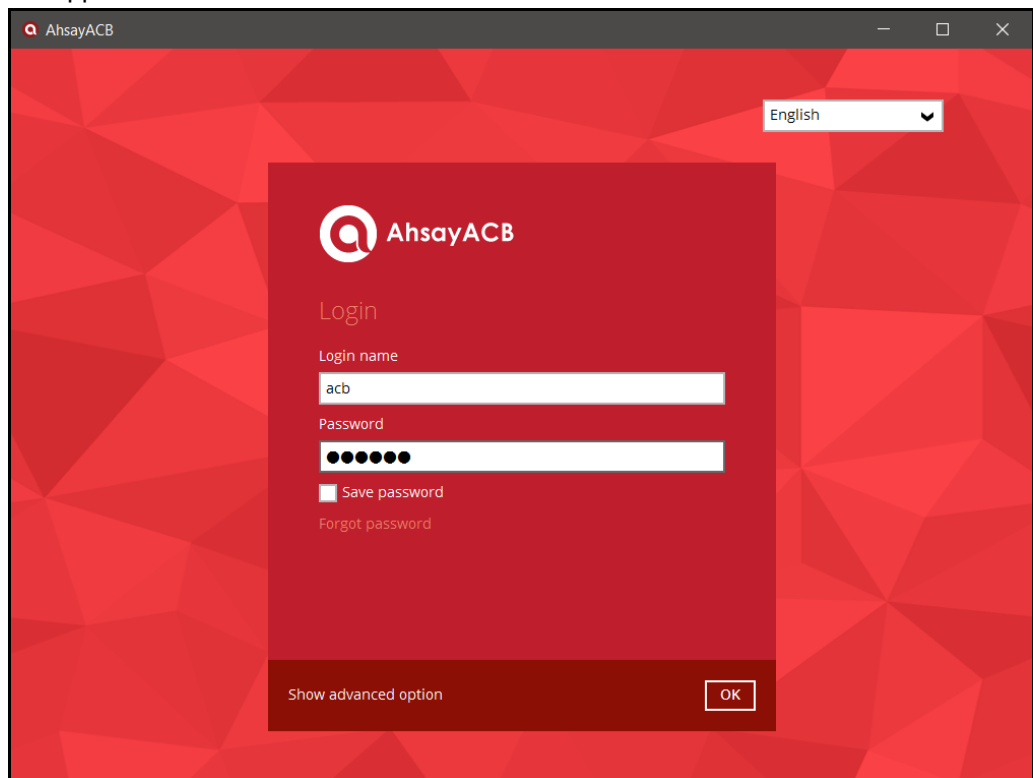 AhsayACB
English
AhsayACB
Login
Login name
acb
Password
●●●●●●
Save password
Forgot password
Show advanced option
OK